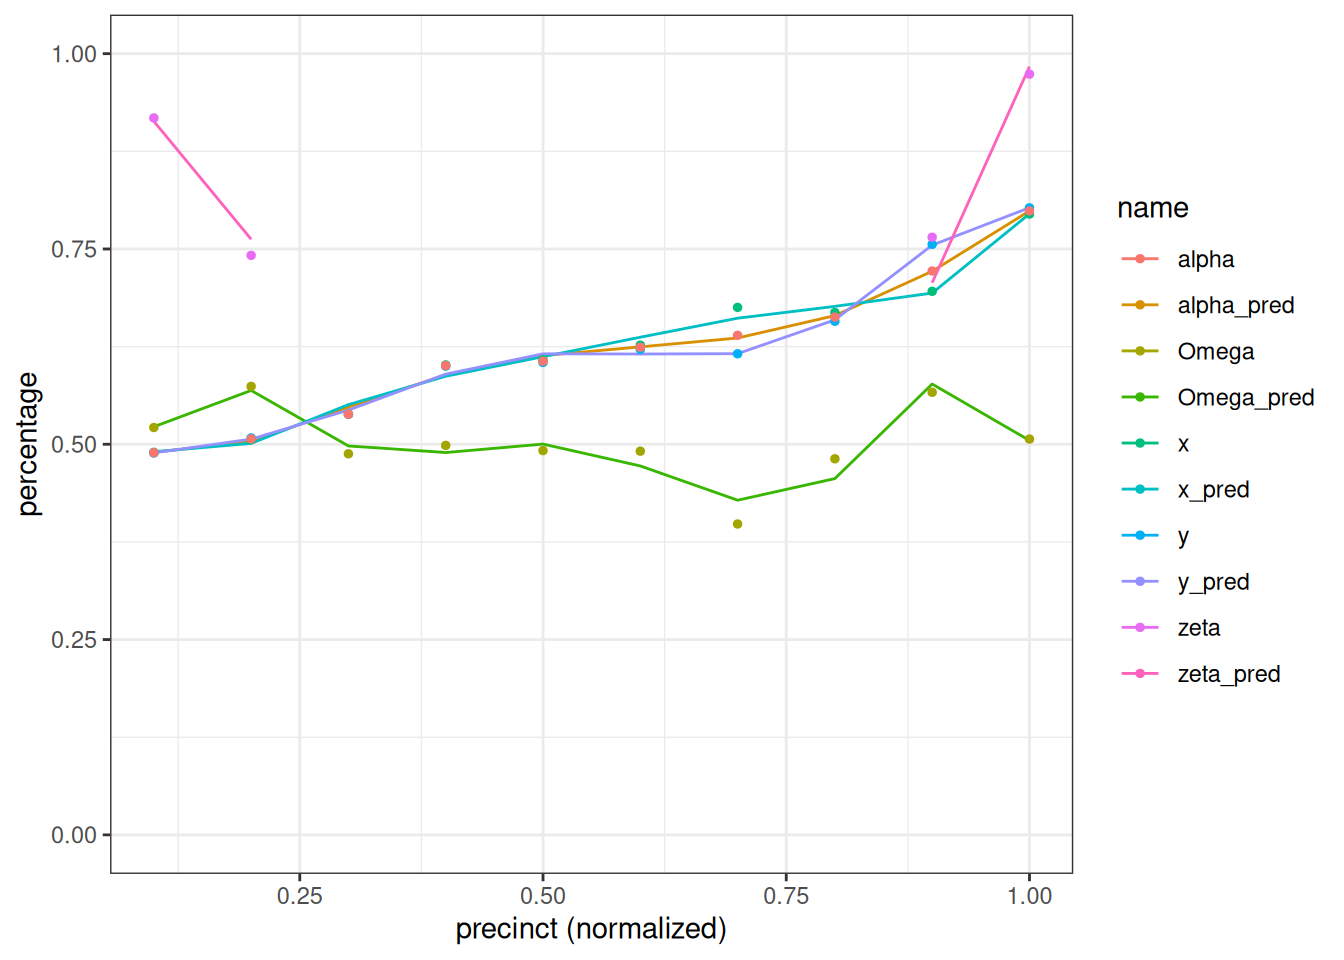 1.00
0.75
0.50
0.25
0.00
percentage
0.25
0.50
0.75
1.00
precinct (normalized)
name
alpha
alpha_pred
Omega
Omega_pred
x
x_pred
y
y_pred
zeta
zeta_pred